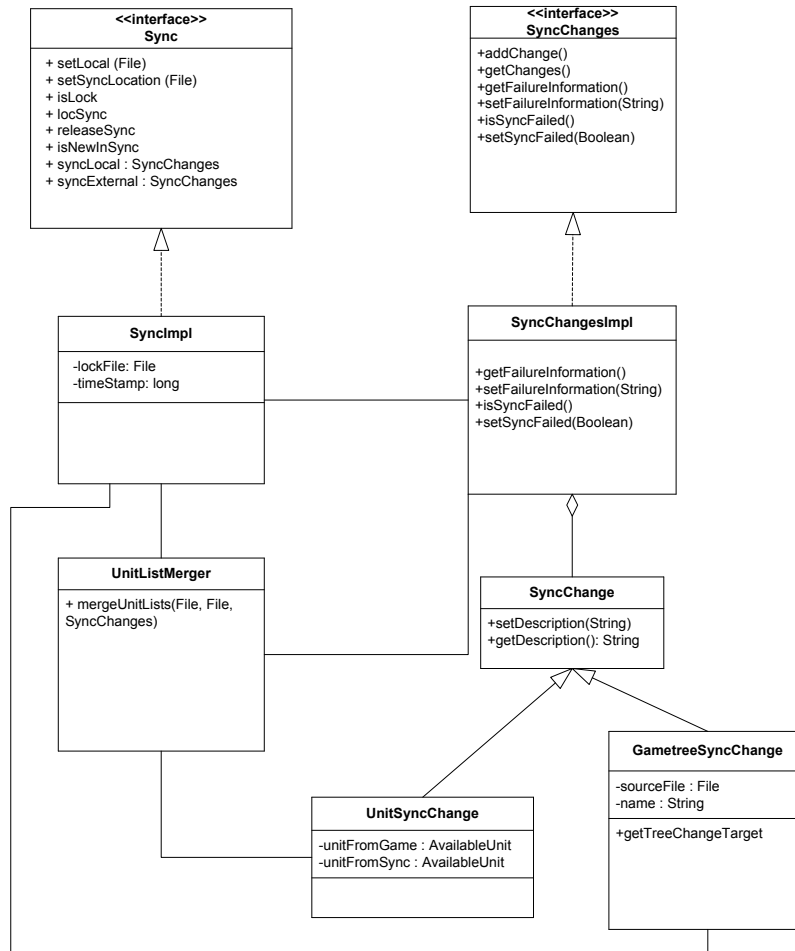 <<interface>>
Sync
+ setLocal (File)
+ setSyncLocation (File)
+ isLock
+ locSync
+ releaseSync
+ isNewInSync
+ syncLocal : SyncChanges
+ syncExternal : SyncChanges
<<interface>>
SyncChanges
+addChange()
+getChanges()
+getFailureInformation()
+setFailureInformation(String)
+isSyncFailed()
+setSyncFailed(Boolean)
SyncImpl
-lockFile: File
-timeStamp: long
SyncChangesImpl
+getFailureInformation()
+setFailureInformation(String)
+isSyncFailed()
+setSyncFailed(Boolean)
UnitListMerger
+ mergeUnitLists(File, File,
SyncChanges)
SyncChange
+setDescription(String)
+getDescription(): String
GametreeSyncChange
-sourceFile : File
-name : String
+getTreeChangeTarget
UnitSyncChange
-unitFromGame : AvailableUnit
-unitFromSync : AvailableUnit